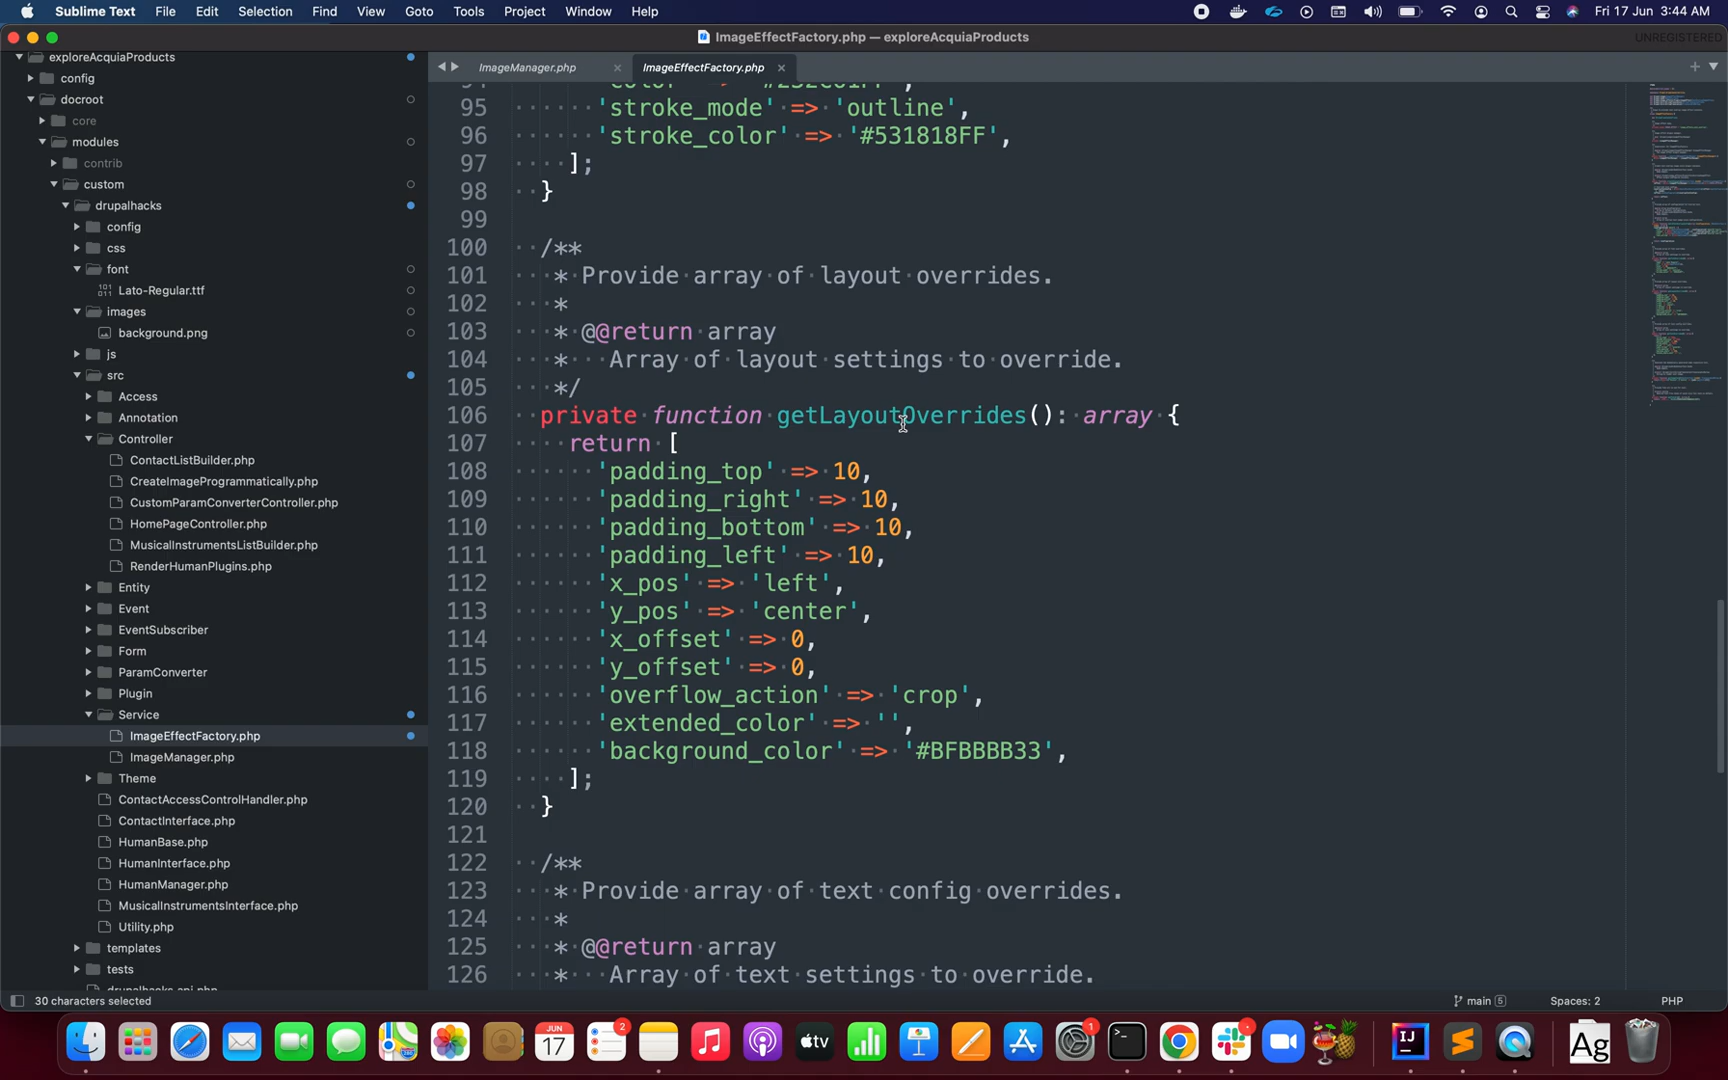 Sublime Text File Edit Selection Find View Goto Tools Project Window Help Fri 17 Jun 3:44 AM
ImageEffectFactory.php — exploreAcquiaProducts UNREGISTERED
exploreAcquiaProducts
config
docroot
core
modules
contrib
custom
drupalhacks
config
css
font
Lato-Regular.ttf
images
background.png
js
src
Access
Annotation
Controller
ContactListBuilder.php
CreateImageProgrammatically.php
CustomParamConverterController.php
HomePageController.php
MusicalInstrumentsListBuilder.php
RenderHumanPlugins.php
Entity
Event
EventSubscriber
Form
ParamConverter
Plugin
Service
ImageEffectFactory.php
ImageManager.php
Theme
ContactAccessControlHandler.php
ContactInterface.php
HumanBase.php
HumanInterface.php
HumanManager.php
MusicalInstrumentsInterface.php
Utility.php
templates
tests
drupalhacks.api.php
ImageManager.php × ImageEffectFactory.php ×
95 'stroke_mode' => 'outline',
96 'stroke_color' => '#531818FF',
97 ];
98 }
99
100 /**
101 * Provide array of layout overrides.
102 *
103 * @@return array
104 * Array of layout settings to override.
105 */
106 private function getLayoutOverrides(): array {
107 return [
108 'padding_top' => 10,
109 'padding_right' => 10,
110 'padding_bottom' => 10,
111 'padding_left' => 10,
112 'x_pos' => 'left',
113 'y_pos' => 'center',
114 'x_offset' => 0,
115 'y_offset' => 0,
116 'overflow_action' => 'crop',
117 'extended_color' => '',
118 'background_color' => '#BFBBBB33',
119 ];
120 }
121
122 /**
123 * Provide array of text config overrides.
124 *
125 * @@return array
126 * Array of text settings to override.
30 characters selected main 5 Spaces: 2 PHP
JUN
17
2
tv
1
IJ
Ag